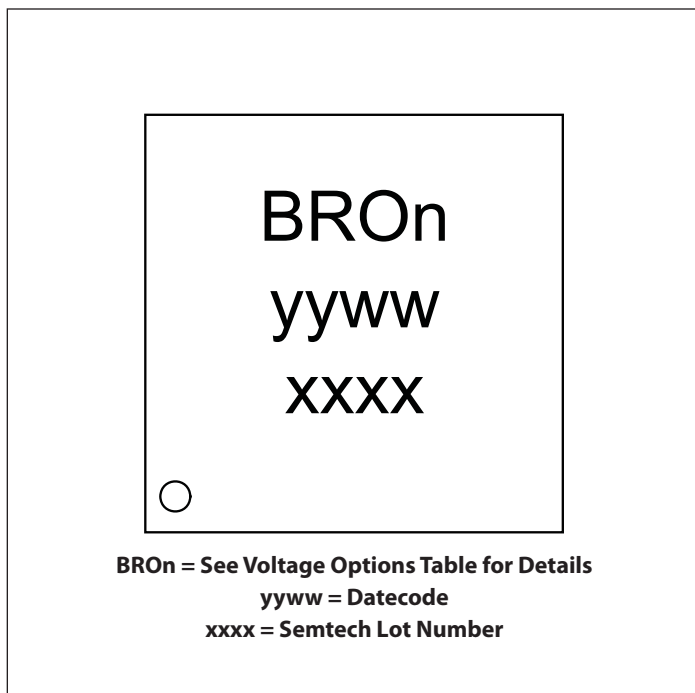 BROn
yyww
xxxx
BROn = See Voltage Options Table for Details
yyww = Datecode
xxxx = Semtech Lot Number